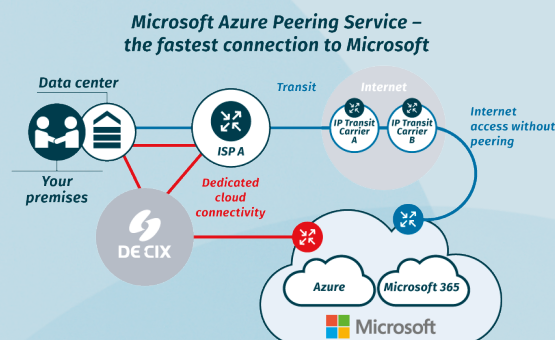 Microsoft Azure Peering Service –
the fastest connection to Microsoft
Data center
Transit
Internet
IP Transit
Carrier
A
IP Transit
Carrier
B
Internet
access without
peering
ISP A
Your
premises
Dedicated
cloud
connectivity
DE CIX
Azure
Microsoft 365
Microsoft